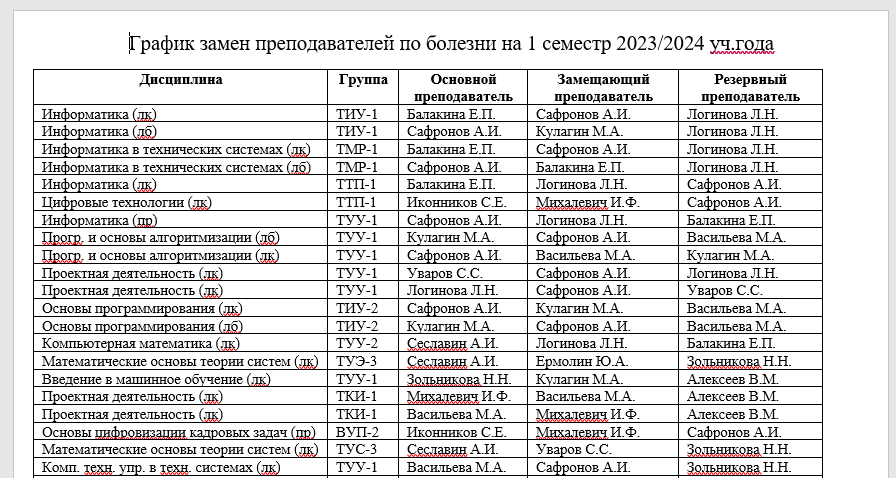 График замен преподавателей по болезни на 1 семестр 2023/2024 уч.года
Дисциплина Группа Основной преподаватель Замещающий преподаватель Резервный преподаватель
Информатика (лк) ТИУ-1 Балакина Е.П. Сафронов А.И. Логинова Л.Н.
Информатика (лб) ТИУ-1 Сафронов А.И. Кулагин М.А. Логинова Л.Н.
Информатика в технических системах (лк) ТМР-1 Балакина Е.П. Сафронов А.И. Логинова Л.Н.
Информатика в технических системах (лб) ТМР-1 Сафронов А.И. Балакина Е.П. Логинова Л.Н.
Информатика (лк) ТТП-1 Балакина Е.П. Логинова Л.Н. Сафронов А.И.
Цифровые технологии (лк) ТТП-1 Иконников С.Е. Михалевич И.Ф. Сафронов А.И.
Информатика (пр) ТУУ-1 Сафронов А.И. Логинова Л.Н. Балакина Е.П.
Прогр. и основы алгоритмизации (лб) ТУУ-1 Кулагин М.А. Сафронов А.И. Васильева М.А.
Прогр. и основы алгоритмизации (лк) ТУУ-1 Сафронов А.И. Васильева М.А. Кулагин М.А.
Проектная деятельность (лк) ТУУ-1 Уваров С.С. Сафронов А.И. Логинова Л.Н.
Проектная деятельность (лк) ТУУ-1 Логинова Л.Н. Сафронов А.И. Уваров С.С.
Основы программирования (лк) ТИУ-2 Сафронов А.И. Сафронов А.И. Васильева М.А.
Основы программирования (лб) ТИУ-2 Кулагин М.А. Сафронов А.И. Васильева М.А.
Компьютерная математика (лк) ТУУ-2 Сеславин А.И. Логинова Л.Н. Балакина Е.П.
Математические основы теории систем (лк) ТУЭ-3 Сеславин А.И. Ермолин Ю.А. Зольникова Н.Н.
Введение в машинное обучение (лк) ТУУ-1 Зольникова Н.Н. Кулагин М.А. Алексеев В.М.
Проектная деятельность (лк) ТКИ-1 Михалевич И.Ф. Васильева М.А. Алексеев В.М.
Проектная деятельность (лк) ТКИ-1 Васильева М.А. Михалевич И.Ф. Алексеев В.М.
Основы цифровизации кадровых задач (пр) ВУП-2 Иконников С.Е. Михалевич И.Ф. Сафронов А.И.
Математические основы теории систем (лк) ТУС-3 Сеславин А.И. Уваров С.С. Зольникова Н.Н.
Комп. техн. упр. в техн. системах (лк) ТУУ-1 Васильева М.А. Сафронов А.И. Зольникова Н.Н.